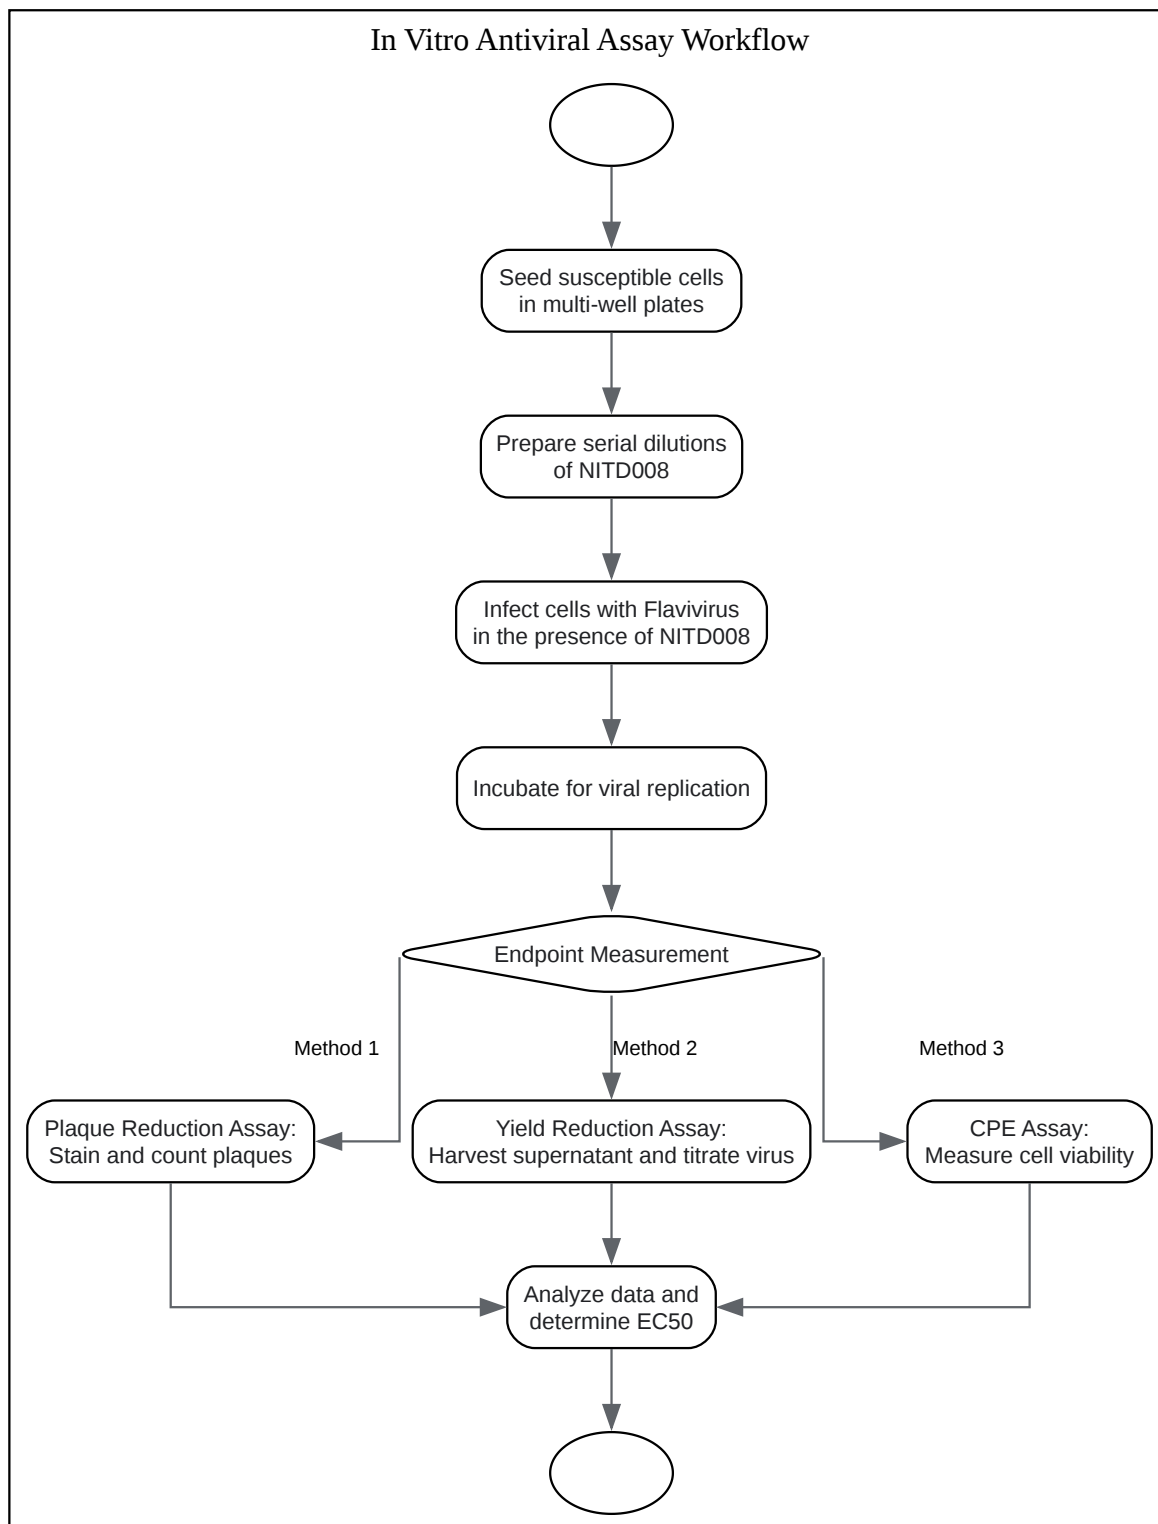 In Vitro Antiviral Assay Workflow
Seed susceptible cells
in multi-well plates
Prepare serial dilutions
of NITD008
Infect cells with Flavivirus
in the presence of NITD008
Incubate for viral replication
Endpoint Measurement
Method 1
Method 2
Method 3
Plaque Reduction Assay:
Stain and count plaques
Yield Reduction Assay:
Harvest supernatant and titrate virus
CPE Assay:
Measure cell viability
Analyze data and
determine EC50